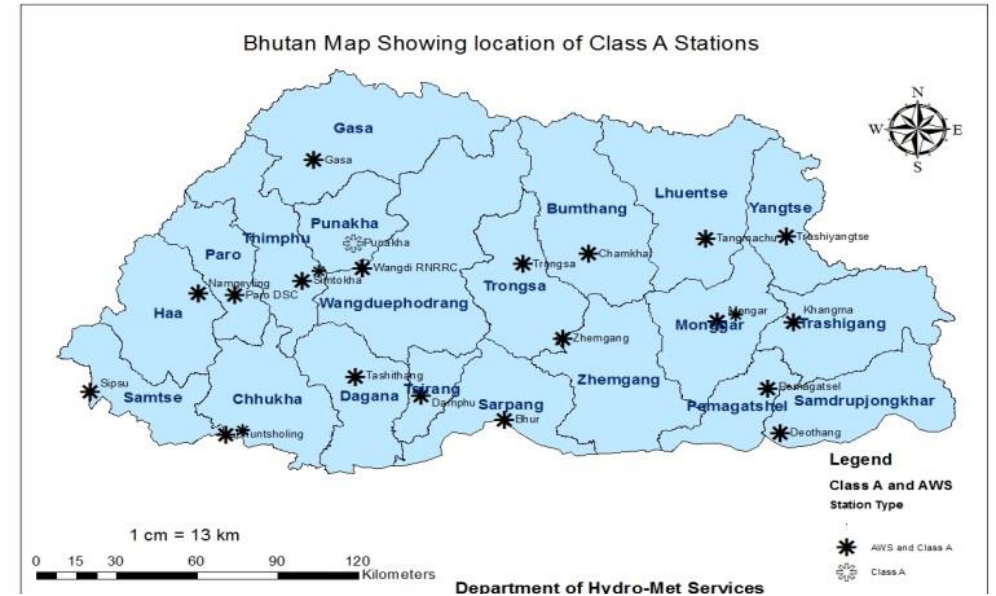 Bhutan Map Showing location of Class A Stations
N
W E
S
Gasa
Gasa
Lhuentse
Bumthang
Yangtse
Punakha
Thimphu
Punakha
Tangmachu
Trashiyangtse
Paro
Chamkhar
Trongsa
Wangdi RNRRC
Trongsa
Simtokha
Namgeyling
Paro DSC
Wangduephodrang
Haa
Khangma
Mongar
Monggar
Trashigang
Zhemgang
Zhemgang
Tashithang
Sipsu
Samtse
Chhukha
Dagana
Tsirang
Damphu
Sarpang
Bhur
Pemagatsel
Pemagatshel
Samdrupjongkhar
Deothang
Legend
Class A and AWS
Station Type
AWS and Class A
Class A
1 cm = 13 km
0 15 30 60 90 120
Kilometers
Department of Hydro-Met Services